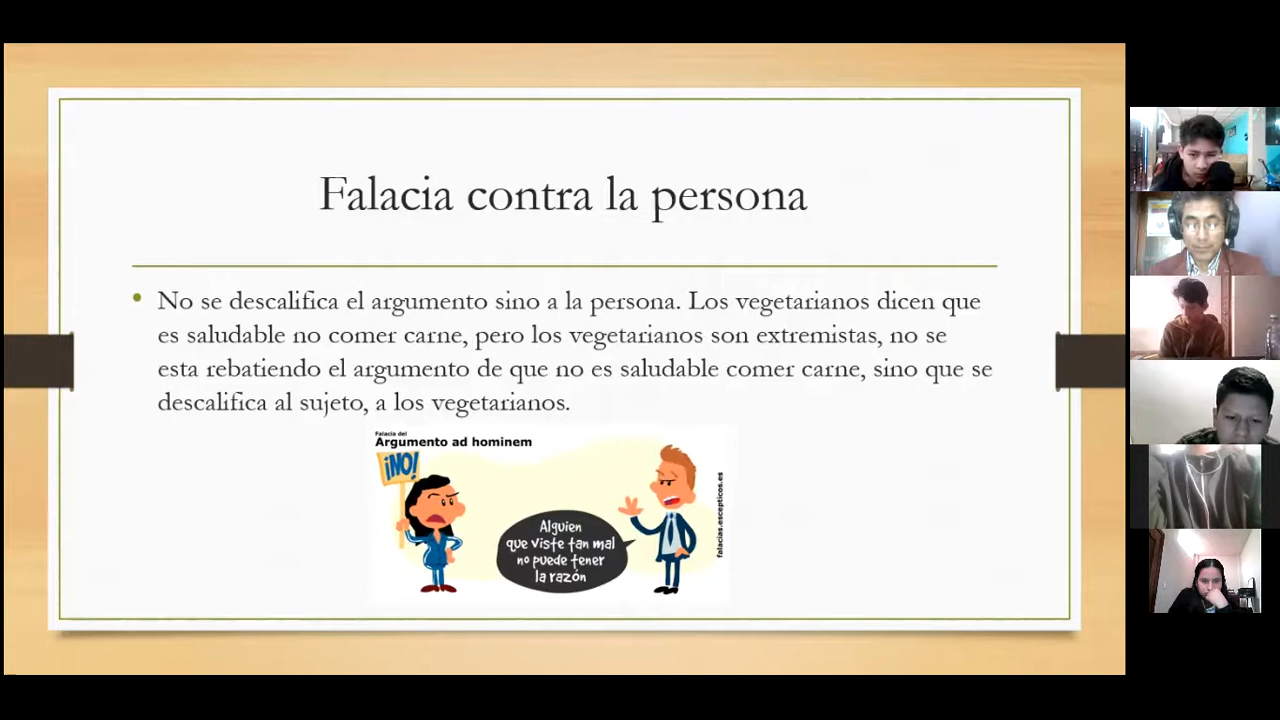 Falacia contra la persona
• No se descalifica el argumento sino a la persona. Los vegetarianos dicen que
es saludable no comer carne, pero los vegetarianos son extremistas, no se
esta rebatiendo el argumento de que no es saludable comer carne, sino que se
descalifica al sujeto, a los vegetarianos.
Falacia del
Argumento ad hominem
¡NO!
Alguien
que viste tan mal
no puede tener
la razón
falacias.escepticos.es